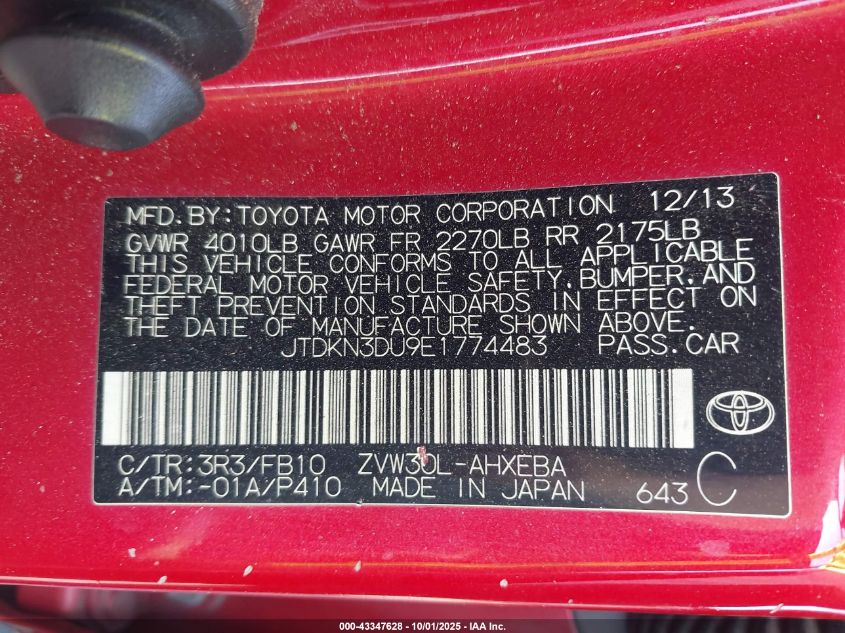 MFD. BY: TOYOTA MOTOR CORPORATION 12/13
GVWR 4010LB GAWR FR 2270LB RR 2175LB
THIS VEHICLE CONFORMS TO ALL APPLICABLE
FEDERAL MOTOR VEHICLE SAFETY, BUMPER, AND
THEFT PREVENTION STANDARDS IN EFFECT ON
THE DATE OF MANUFACTURE SHOWN ABOVE.
JTDKN3DU9E1774483 PASS. CAR
C/TR: 3R3/FB10 ZVW30L-AHXEBA
A/TM: -01A/P410 MADE IN JAPAN 643 C
000-43347628 - 10/01/2025 - IAA Inc.